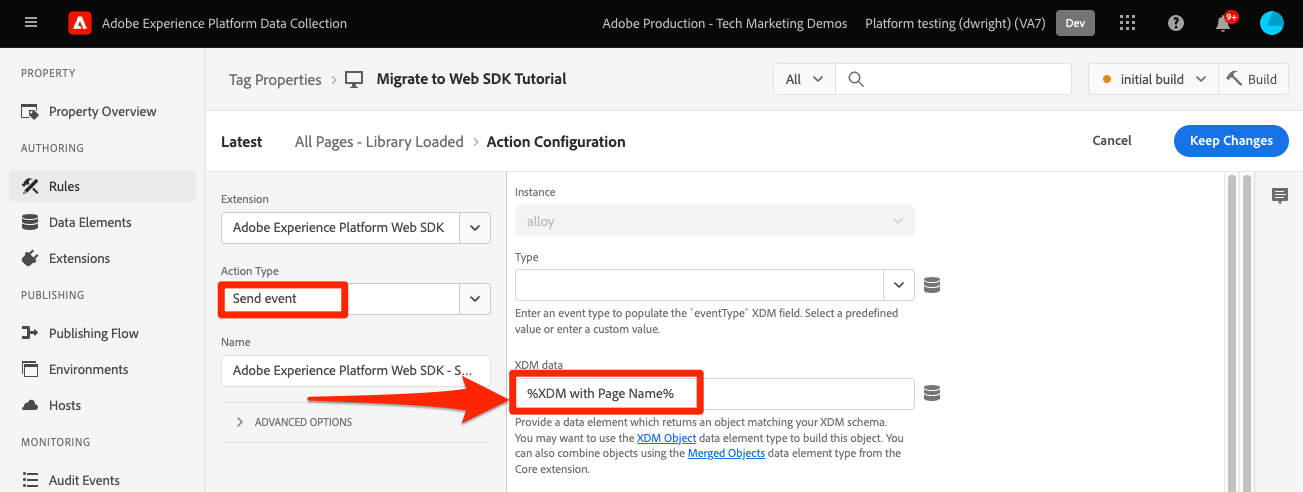 Adobe Experience Platform Data Collection
Adobe Production - Tech Marketing Demos
Platform testing (dwright) (VA7)
Dev
9+
PROPERTY
Property Overview
AUTHORING
Rules
Data Elements
Extensions
PUBLISHING
Publishing Flow
Environments
Hosts
MONITORING
Audit Events
Tag Properties > Migrate to Web SDK Tutorial
All
initial build
Build
Latest
All Pages - Library Loaded > Action Configuration
Cancel
Keep Changes
Extension
Adobe Experience Platform Web SDK
Action Type
Send event
Name
Adobe Experience Platform Web SDK - S...
ADVANCED OPTIONS
Instance
alloy
Type
Enter an event type to populate the `eventType` XDM field. Select a predefined
value or enter a custom value.
XDM data
%XDM with Page Name%
Provide a data element which returns an object matching your XDM schema.
You may want to use the XDM Object data element type to build this object. You
can also combine objects using the Merged Objects data element type from the
Core extension.